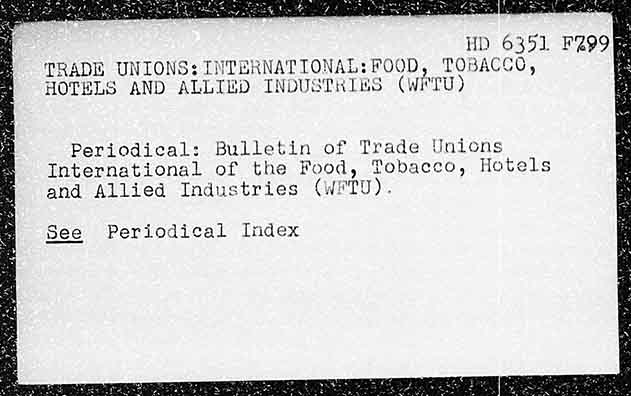 HD 6351 F799
TRADE UNIONS:INTERNATIONAL:FOOD, TOBACCO,
HOTELS AND ALLIED INDUSTRIES (WFTU)
Periodical: Bulletin of Trade Unions
International of the Food, Tobacco, Hotels
and Allied Industries (WFTU).
See Periodical Index